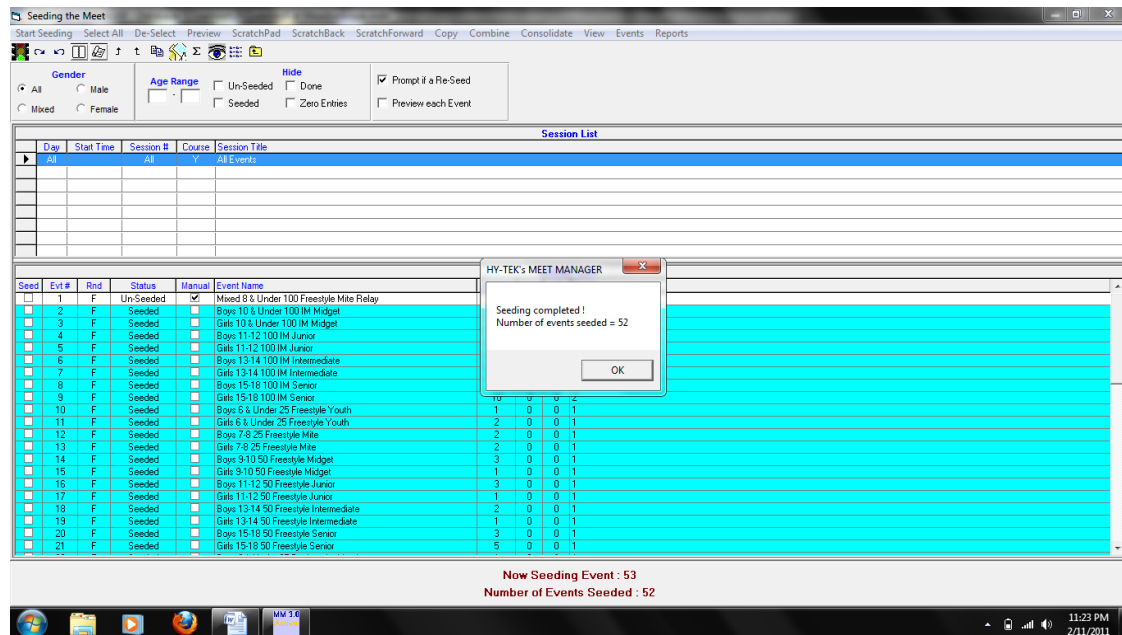 Seeding the Meet
Start Seeding Select All De-Select Preview ScratchPad ScratchBack ScratchForward Copy Combine Consolidate View Events Reports
Gender
All Male
Mixed Female
Age Range
-
Hide
Un-Seeded Done
Seeded Zero Entries
Prompt if a Re-Seed
Preview each Event
Session List
Day Start Time Session # Course Session Title
All All Y All Events
HY-TEK's MEET MANAGER
Seeding completed !
Number of events seeded = 52
OK
Seed Evt # Rnd Status Manual Event Name
1 F Un-Seeded Mixed 8 & Under 100 Freestyle Mite Relay
2 F Seeded Boys 10 & Under 100 IM Midget
3 F Seeded Girls 10 & Under 100 IM Midget
4 F Seeded Boys 11-12 100 IM Junior
5 F Seeded Girls 11-12 100 IM Junior
6 F Seeded Boys 13-14 100 IM Intermediate
7 F Seeded Girls 13-14 100 IM Intermediate
8 F Seeded Boys 15-18 100 IM Senior
9 F Seeded Girls 15-18 100 IM Senior 10 0 0 2
10 F Seeded Boys 6 & Under 25 Freestyle Youth 1 0 0 1
11 F Seeded Girls 6 & Under 25 Freestyle Youth 2 0 0 1
12 F Seeded Boys 7-8 25 Freestyle Mite 2 0 0 1
13 F Seeded Girls 7-8 25 Freestyle Mite 2 0 0 1
14 F Seeded Boys 9-10 50 Freestyle Midget 3 0 0 1
15 F Seeded Girls 9-10 50 Freestyle Midget 1 0 0 1
16 F Seeded Boys 11-12 50 Freestyle Junior 3 0 0 1
17 F Seeded Girls 11-12 50 Freestyle Junior 1 0 0 1
18 F Seeded Boys 13-14 50 Freestyle Intermediate 2 0 0 1
19 F Seeded Girls 13-14 50 Freestyle Intermediate 1 0 0 1
20 F Seeded Boys 15-18 50 Freestyle Senior 3 0 0 1
21 F Seeded Girls 15-18 50 Freestyle Senior 5 0 0 1
Now Seeding Event : 53
Number of Events Seeded : 52
MM 3.0
11:23 PM
2/11/2011